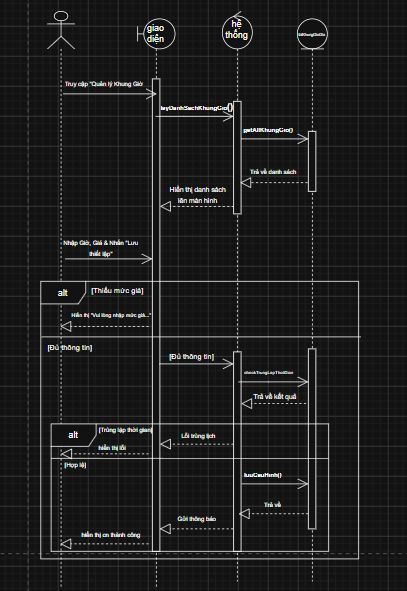 giao
diện
hệ
thống
Truy cập "Quản lý Khung Giờ
layDanhSachKhungGio()
getAllKhungGio()
Trả về danh sách
Hiển thị danh sách
lên màn hình
Nhập Giờ, Giá & Nhấn "Lưu
thiết lập"
alt
[Thiếu mức giá]
Hiển thị "Vui lòng nhập mức giá..."
[Đủ thông tin]
[Đủ thông tin]
checkTrungLapThoiGian
Trả về kết quả
alt
[Trùng lặp thời gian]
Lỗi trùng lịch
hiển thị lỗi
[Hợp lệ]
luuCauHinh()
Trả về
Gửi thông báo
hiển thị cn thành công